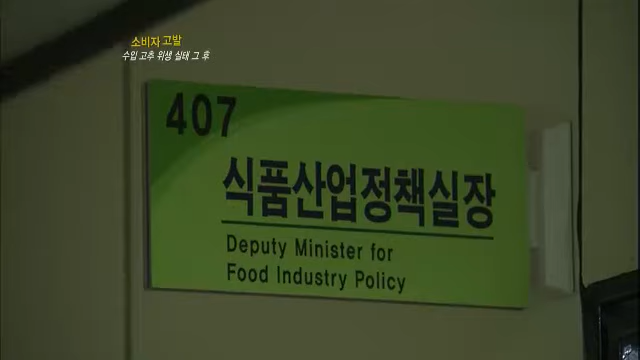 소비자 고발
수입 고추 위생 실태 그 후
407
식품산업정책실장
Deputy Minister for
Food Industry Policy